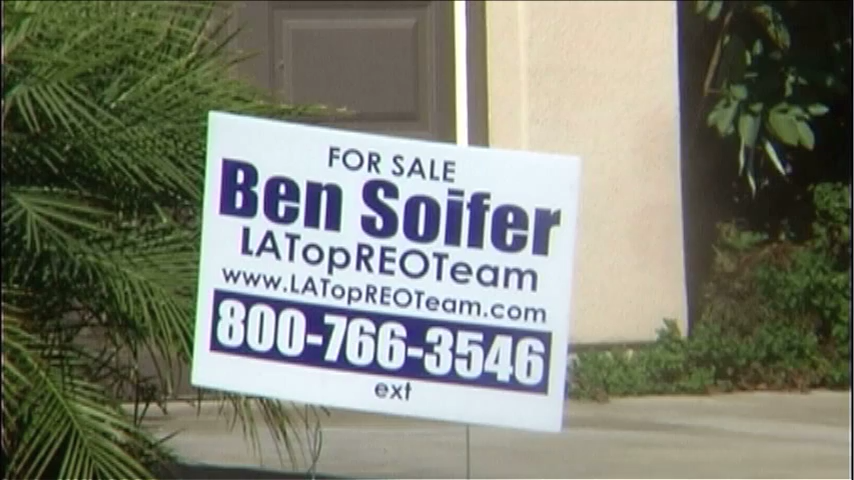 FOR SALE
Ben Soifer
LATopREOTeam
www.LATopREOTeam.com
800-766-3546
ext